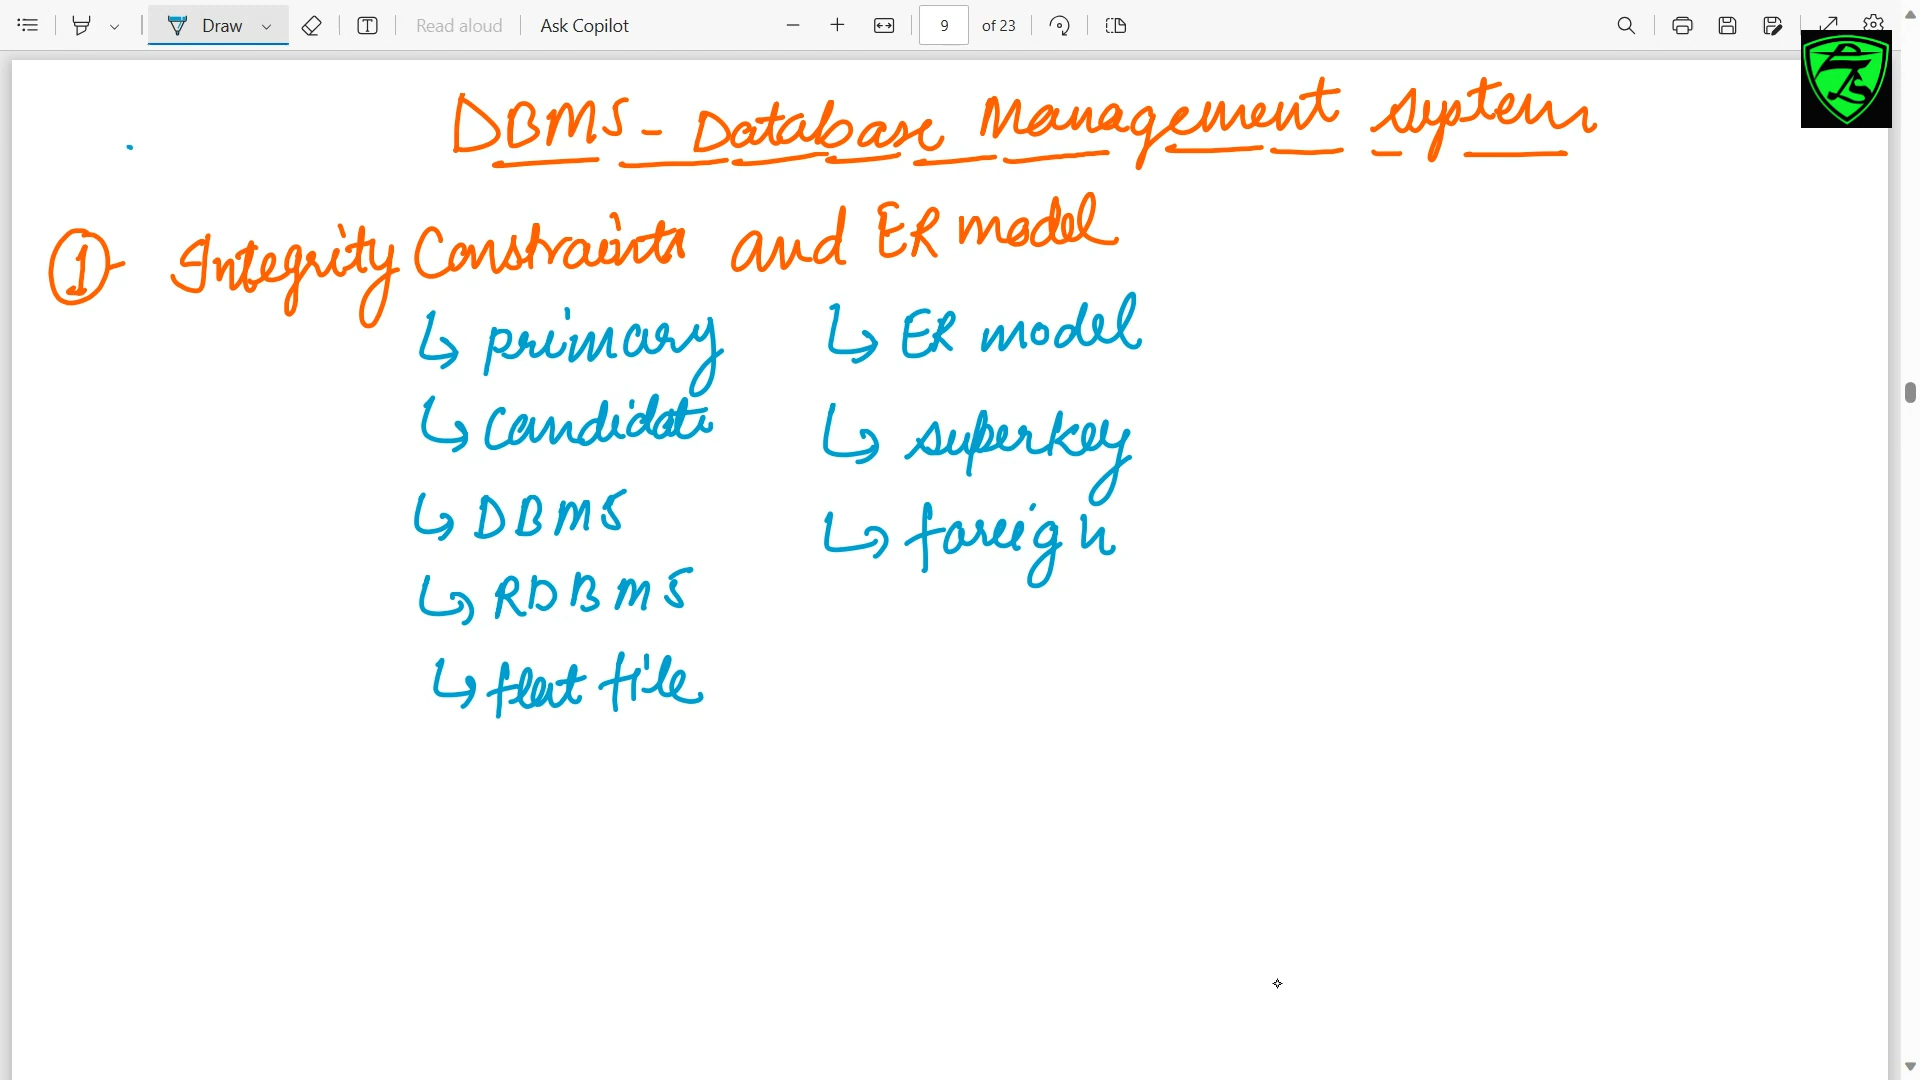 Draw
Read aloud
Ask Copilot
9 of 23
DBMS - Database Management System
① Integrity Constraints and ER model
↳ primary
↳ Candidate
↳ DBMS
↳ RDBMS
↳ flat file
↳ ER model
↳ superkey
↳ foreign